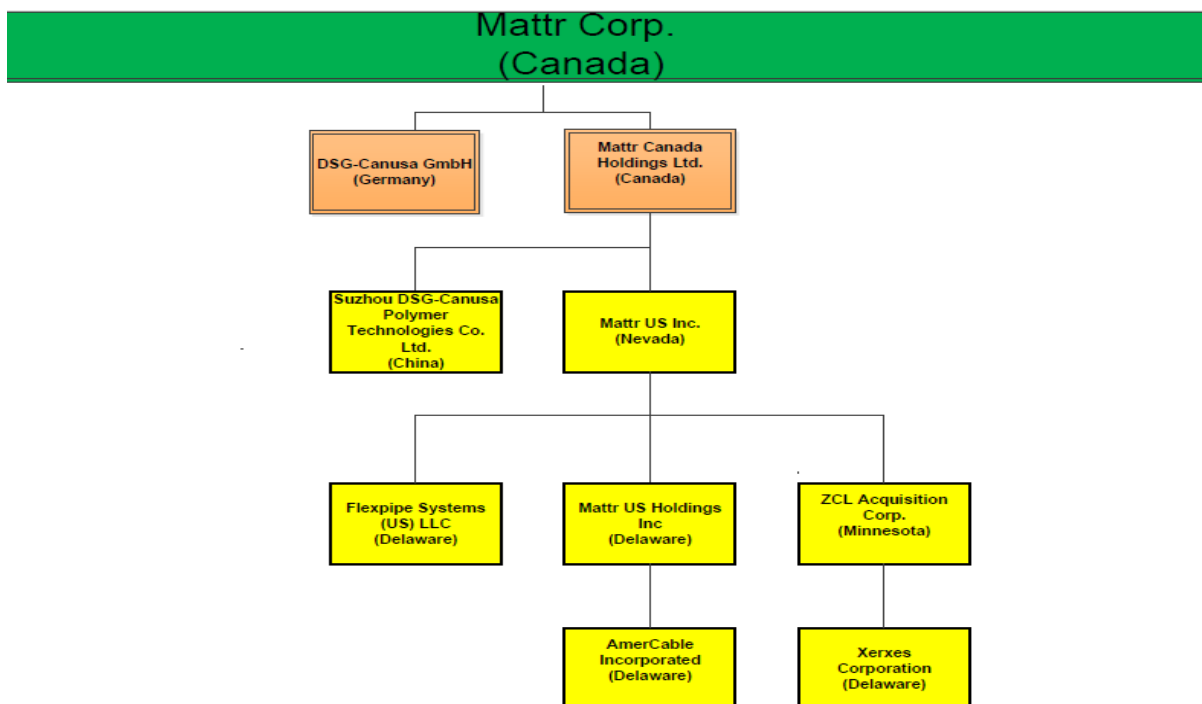 Mattr Corp.
(Canada)
DSG-Canusa GmbH
(Germany)
Mattr Canada
Holdings Ltd.
(Canada)
Suzhou DSG-Canusa
Polymer
Technologies Co.
Ltd.
(China)
Mattr US Inc.
(Nevada)
Flexpipe Systems
(US) LLC
(Delaware)
Mattr US Holdings
Inc
(Delaware)
ZCL Acquisition
Corp.
(Minnesota)
AmerCable
Incorporated
(Delaware)
Xerxes
Corporation
(Delaware)